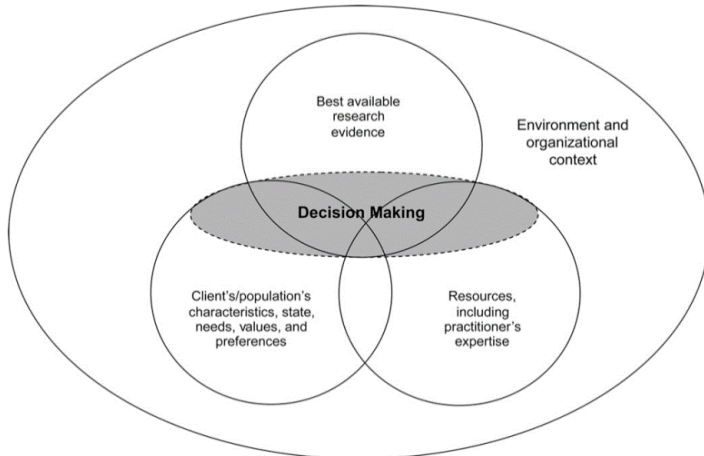 Best available
research
evidence
Environment and
organizational
context
Decision Making
Client's/population's
characteristics, state,
needs, values, and
preferences
Resources,
including
practitioner's
expertise